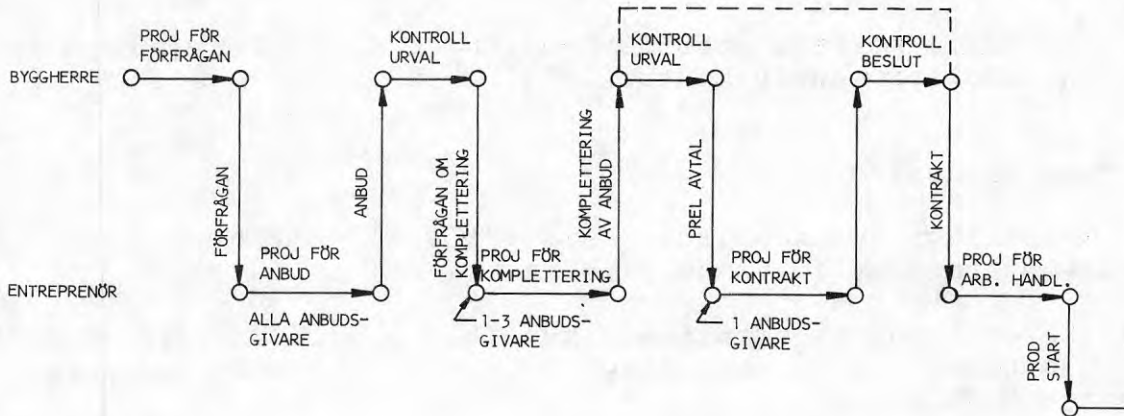 PROJ FÖR
FÖRFRÅGAN
KONTROLL
URVAL
KONTROLL
URVAL
KONTROLL
BESLUT
BYGGHERRE
FÖRFRÅGAN
ANBUD
FÖRFRÅGAN OM
KOMPLETTERING
KOMPLETTERING
AV ANBUD
PREL AVTAL
KONTRAKT
PROJ FÖR
ANBUD
PROJ FÖR
KOMPLETTERING
PROJ FÖR
KONTRAKT
PROJ FÖR
ARB. HANDL.
ENTREPRENÖR
ALLA ANBUDS-
GIVARE
1-3 ANBUDS-
GIVARE
1 ANBUDS-
GIVARE
PROD
START